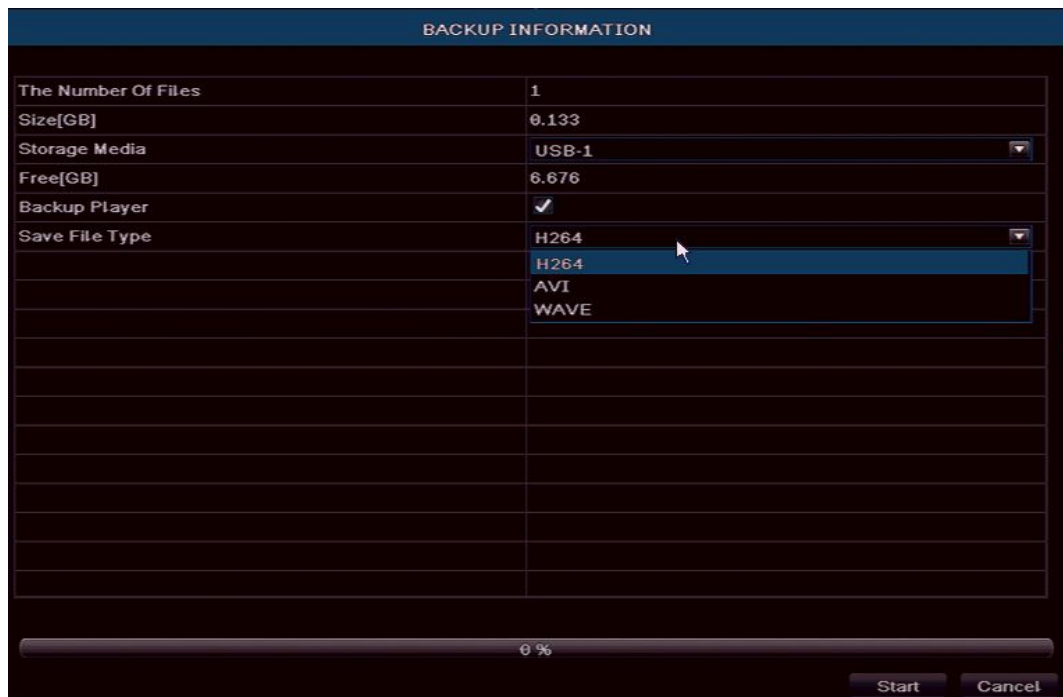 BACKUP INFORMATION
The Number Of Files 1
Size[GB] 0.133
Storage Media USB-1
Free[GB] 6.676
Backup Player
Save File Type H264
H264
AVI
WAVE
0 %
Start Cancel